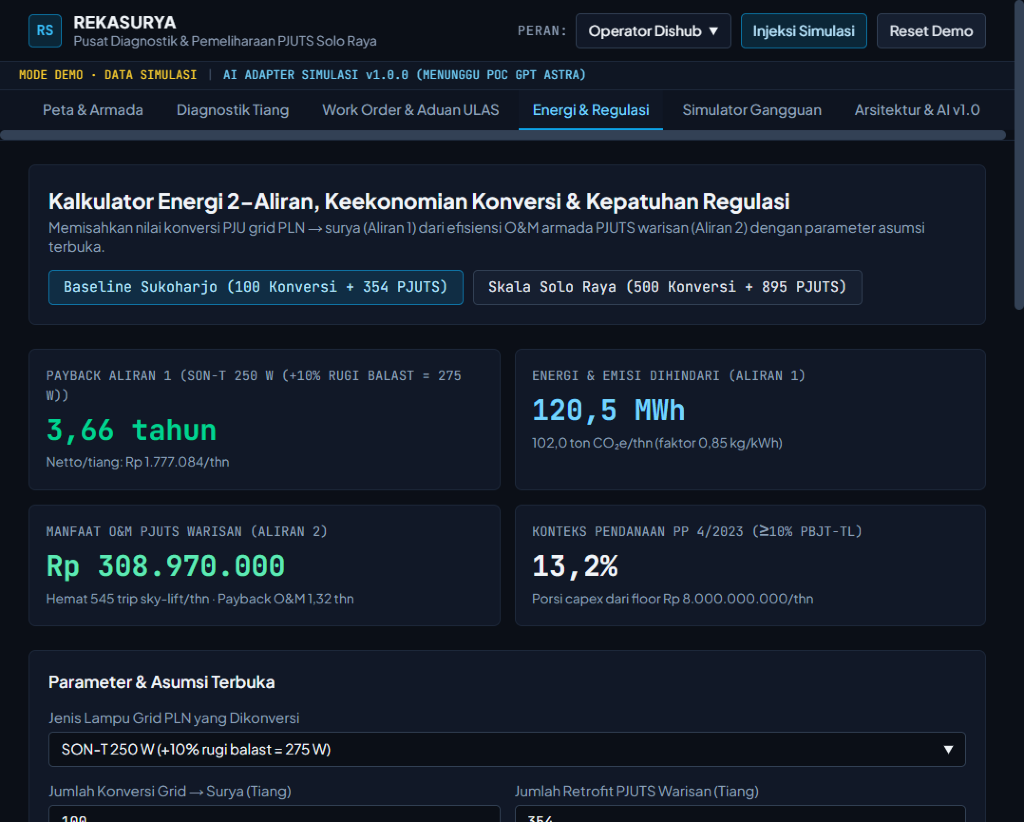 RS
REKASURYA
Pusat Diagnostik & Pemeliharaan PJUTS Solo Raya
PERAN:
Operator Dishub ▼
Injeksi Simulasi
Reset Demo
MODE DEMO · DATA SIMULASI | AI ADAPTER SIMULASI v1.0.0 (MENUNGGU POC GPT ASTRA)
Peta & Armada
Diagnostik Tiang
Work Order & Aduan ULAS
Energi & Regulasi
Simulator Gangguan
Arsitektur & AI v1.0
Kalkulator Energi 2-Aliran, Keekonomian Konversi & Kepatuhan Regulasi
Memisahkan nilai konversi PJU grid PLN → surya (Aliran 1) dari efisiensi O&M armada PJUTS warisan (Aliran 2) dengan parameter asumsi
terbuka.
Baseline Sukoharjo (100 Konversi + 354 PJUTS)
Skala Solo Raya (500 Konversi + 895 PJUTS)
PAYBACK ALIRAN 1 (SON-T 250 W (+10% RUGI BALAST = 275
W))
3,66 tahun
Netto/tiang: Rp 1.777.084/thn
ENERGI & EMISI DIHINDARI (ALIRAN 1)
120,5 MWh
102,0 ton CO₂e/thn (faktor 0,85 kg/kWh)
MANFAAT O&M PJUTS WARISAN (ALIRAN 2)
Rp 308.970.000
Hemat 545 trip sky-lift/thn · Payback O&M 1,32 thn
KONTEKS PENDANAAN PP 4/2023 (≥10% PBJT-TL)
13,2%
Porsi capex dari floor Rp 8.000.000.000/thn
Parameter & Asumsi Terbuka
Jenis Lampu Grid PLN yang Dikonversi
SON-T 250 W (+10% rugi balast = 275 W) ▼
Jumlah Konversi Grid → Surya (Tiang)
Jumlah Retrofit PJUTS Warisan (Tiang)
100
354